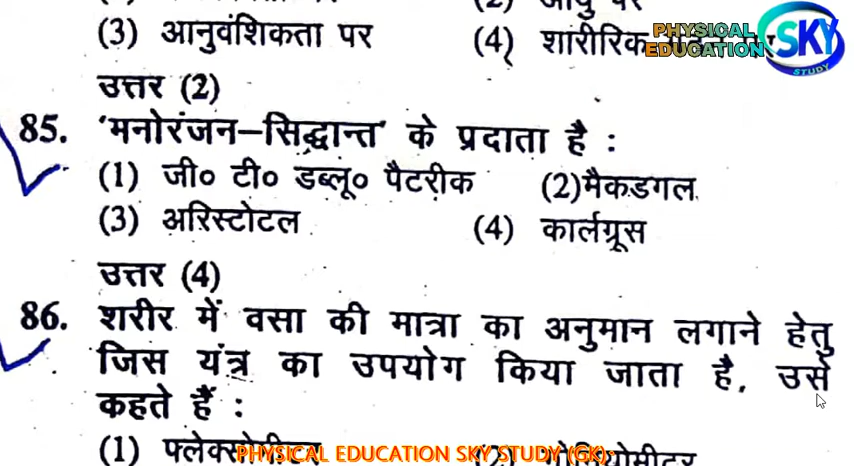 (3) आनुवंशिकता पर (4) शारीरिक
PHYSICAL
EDUCATION
SKY
STUDY
उत्तर (2)
85. 'मनोरंजन–सिद्धान्त' के प्रदाता है :
(1) जी० टी० डब्लू० पैटरीक (2)मैकडगल
(3) अरिस्टोटल (4) कार्लग्रूस
उत्तर (4)
86. शरीर में वसा की मात्रा का अनुमान लगाने हेतु
जिस यंत्र का उपयोग किया जाता है, उसे
कहते हैं :
(1)
PHYSICAL EDUCATION SKY STUDY (GK);